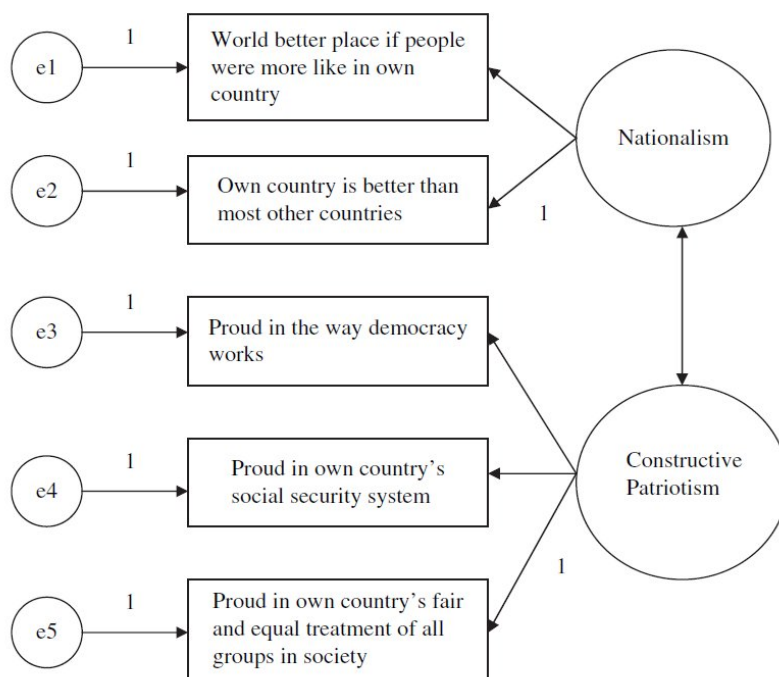 1
e1
World better place if people
were more like in own
country
Nationalism
1
e2
Own country is better than
most other countries
1
1
e3
Proud in the way democracy
works
1
e4
Proud in own country's
social security system
Constructive
Patriotism
1
1
e5
Proud in own country's fair
and equal treatment of all
groups in society